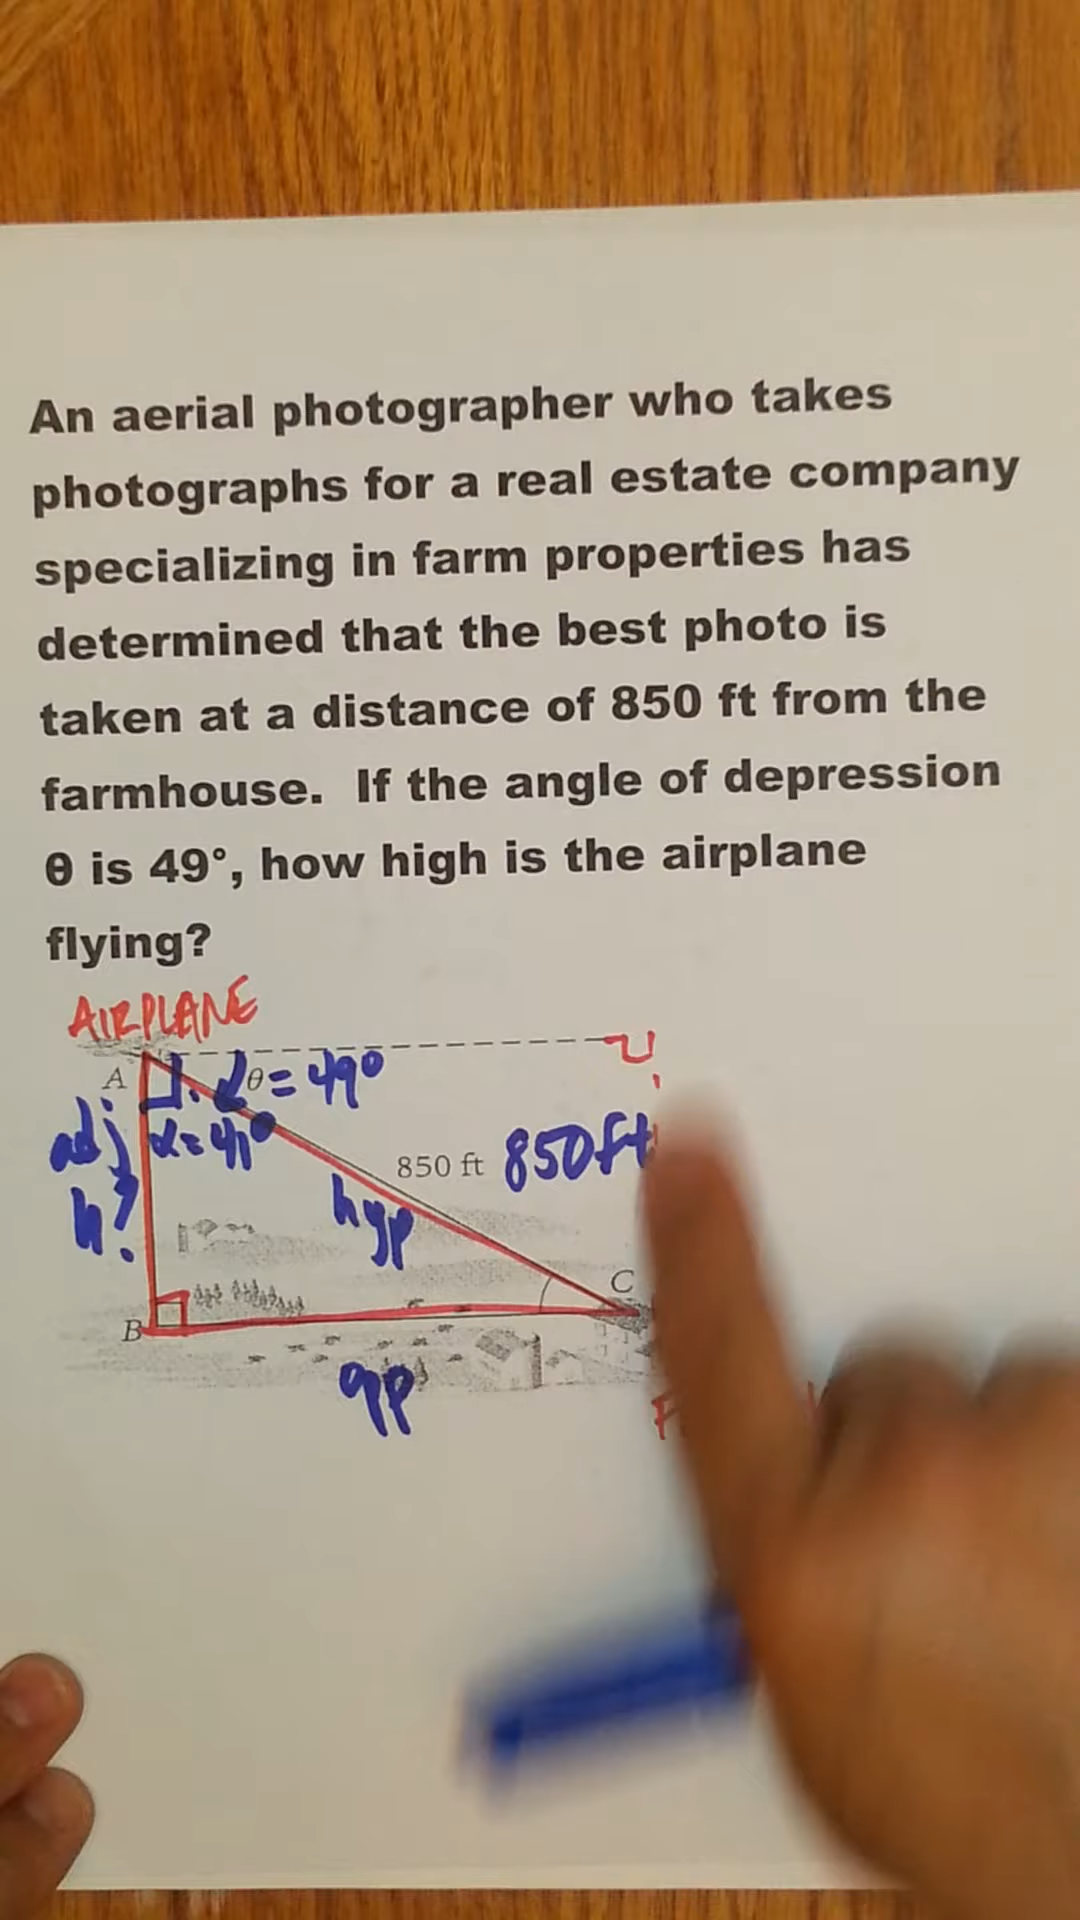 An aerial photographer who takes
photographs for a real estate company
specializing in farm properties has
determined that the best photo is
taken at a distance of 850 ft from the
farmhouse. If the angle of depression
θ is 49°, how high is the airplane
flying?
AIRPLANE
A
θ = 49°
adj
α = 41°
850 ft
850ft
h?
hyp
C
B
opp